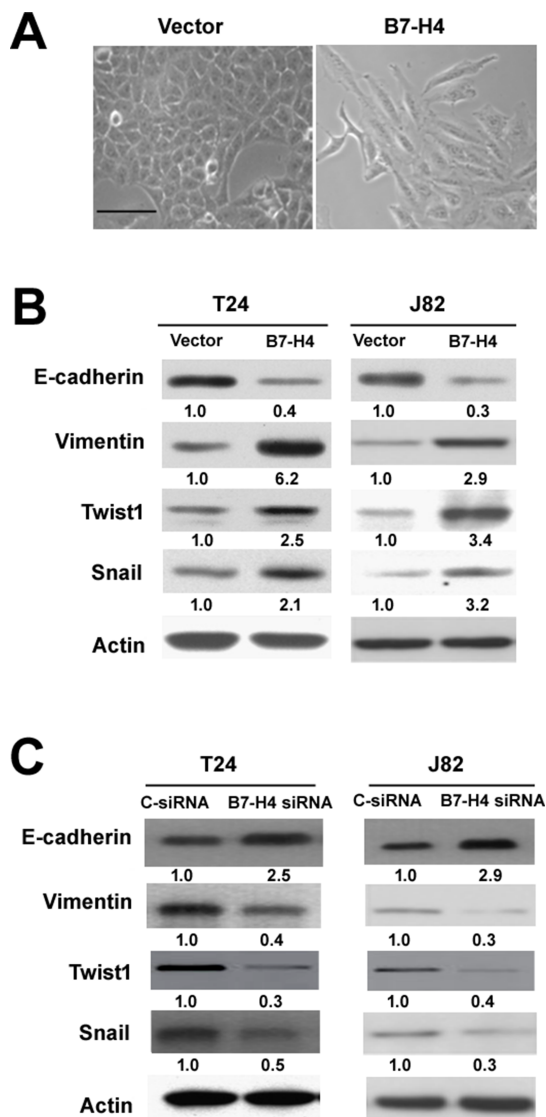 A
Vector B7-H4
B
T24 J82
Vector B7-H4 Vector B7-H4
E-cadherin
1.0 0.4 1.0 0.3
Vimentin
1.0 6.2 1.0 2.9
Twist1
1.0 2.5 1.0 3.4
Snail
1.0 2.1 1.0 3.2
Actin
C
T24 J82
C-siRNA B7-H4 siRNA C-siRNA B7-H4 siRNA
E-cadherin
1.0 2.5 1.0 2.9
Vimentin
1.0 0.4 1.0 0.3
Twist1
1.0 0.3 1.0 0.4
Snail
1.0 0.5 1.0 0.3
Actin